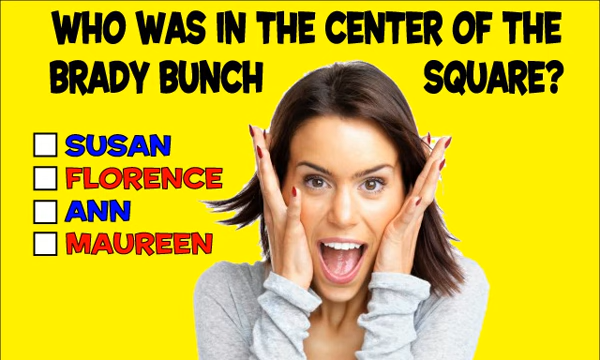 WHO WAS IN THE CENTER OF THE
BRADY BUNCH SQUARE?
SUSAN
FLORENCE
ANN
MAUREEN